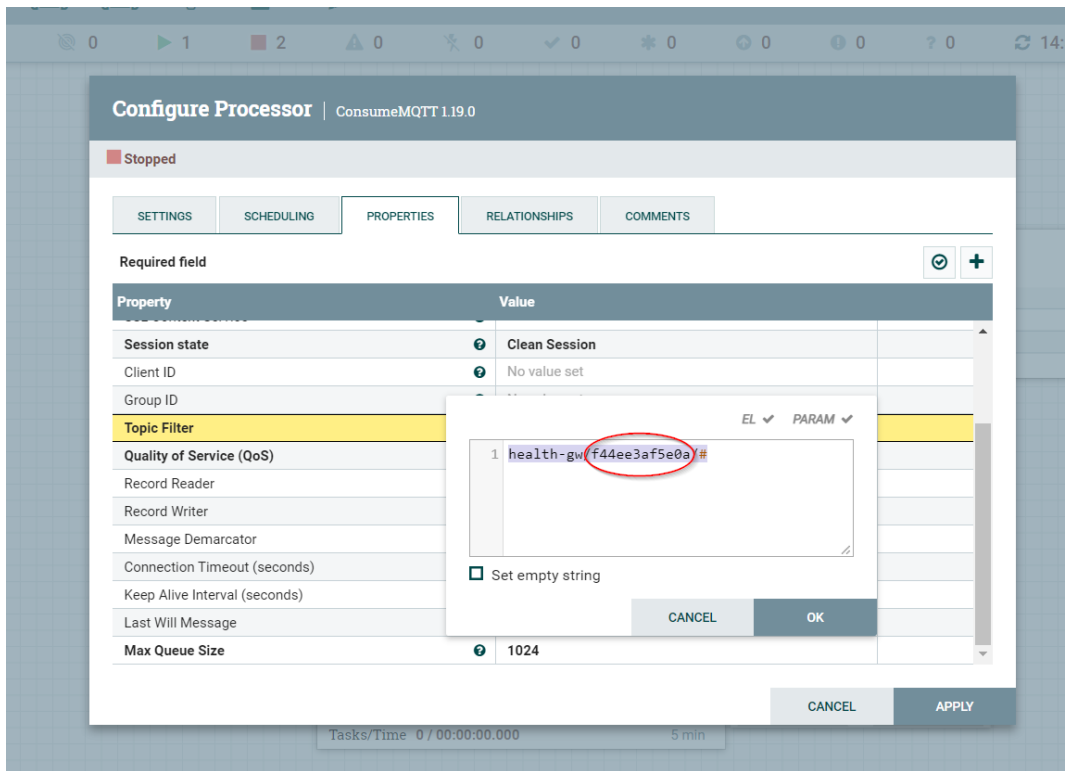 0 1 2 0 0 0 0 0 0 0 14:
Configure Processor | ConsumeMQTT 1.19.0
Stopped
SETTINGS SCHEDULING PROPERTIES RELATIONSHIPS COMMENTS
Required field
Property Value
Session state Clean Session
Client ID No value set
Group ID
EL PARAM
Topic Filter
1 health-gw/f44ee3af5e0a/#
Quality of Service (QoS)
Record Reader
Record Writer
Message Demarcator
Connection Timeout (seconds)
Set empty string
Keep Alive Interval (seconds)
Last Will Message
CANCEL OK
Max Queue Size 1024
CANCEL APPLY
Tasks/Time 0 / 00:00:00.000 5 min